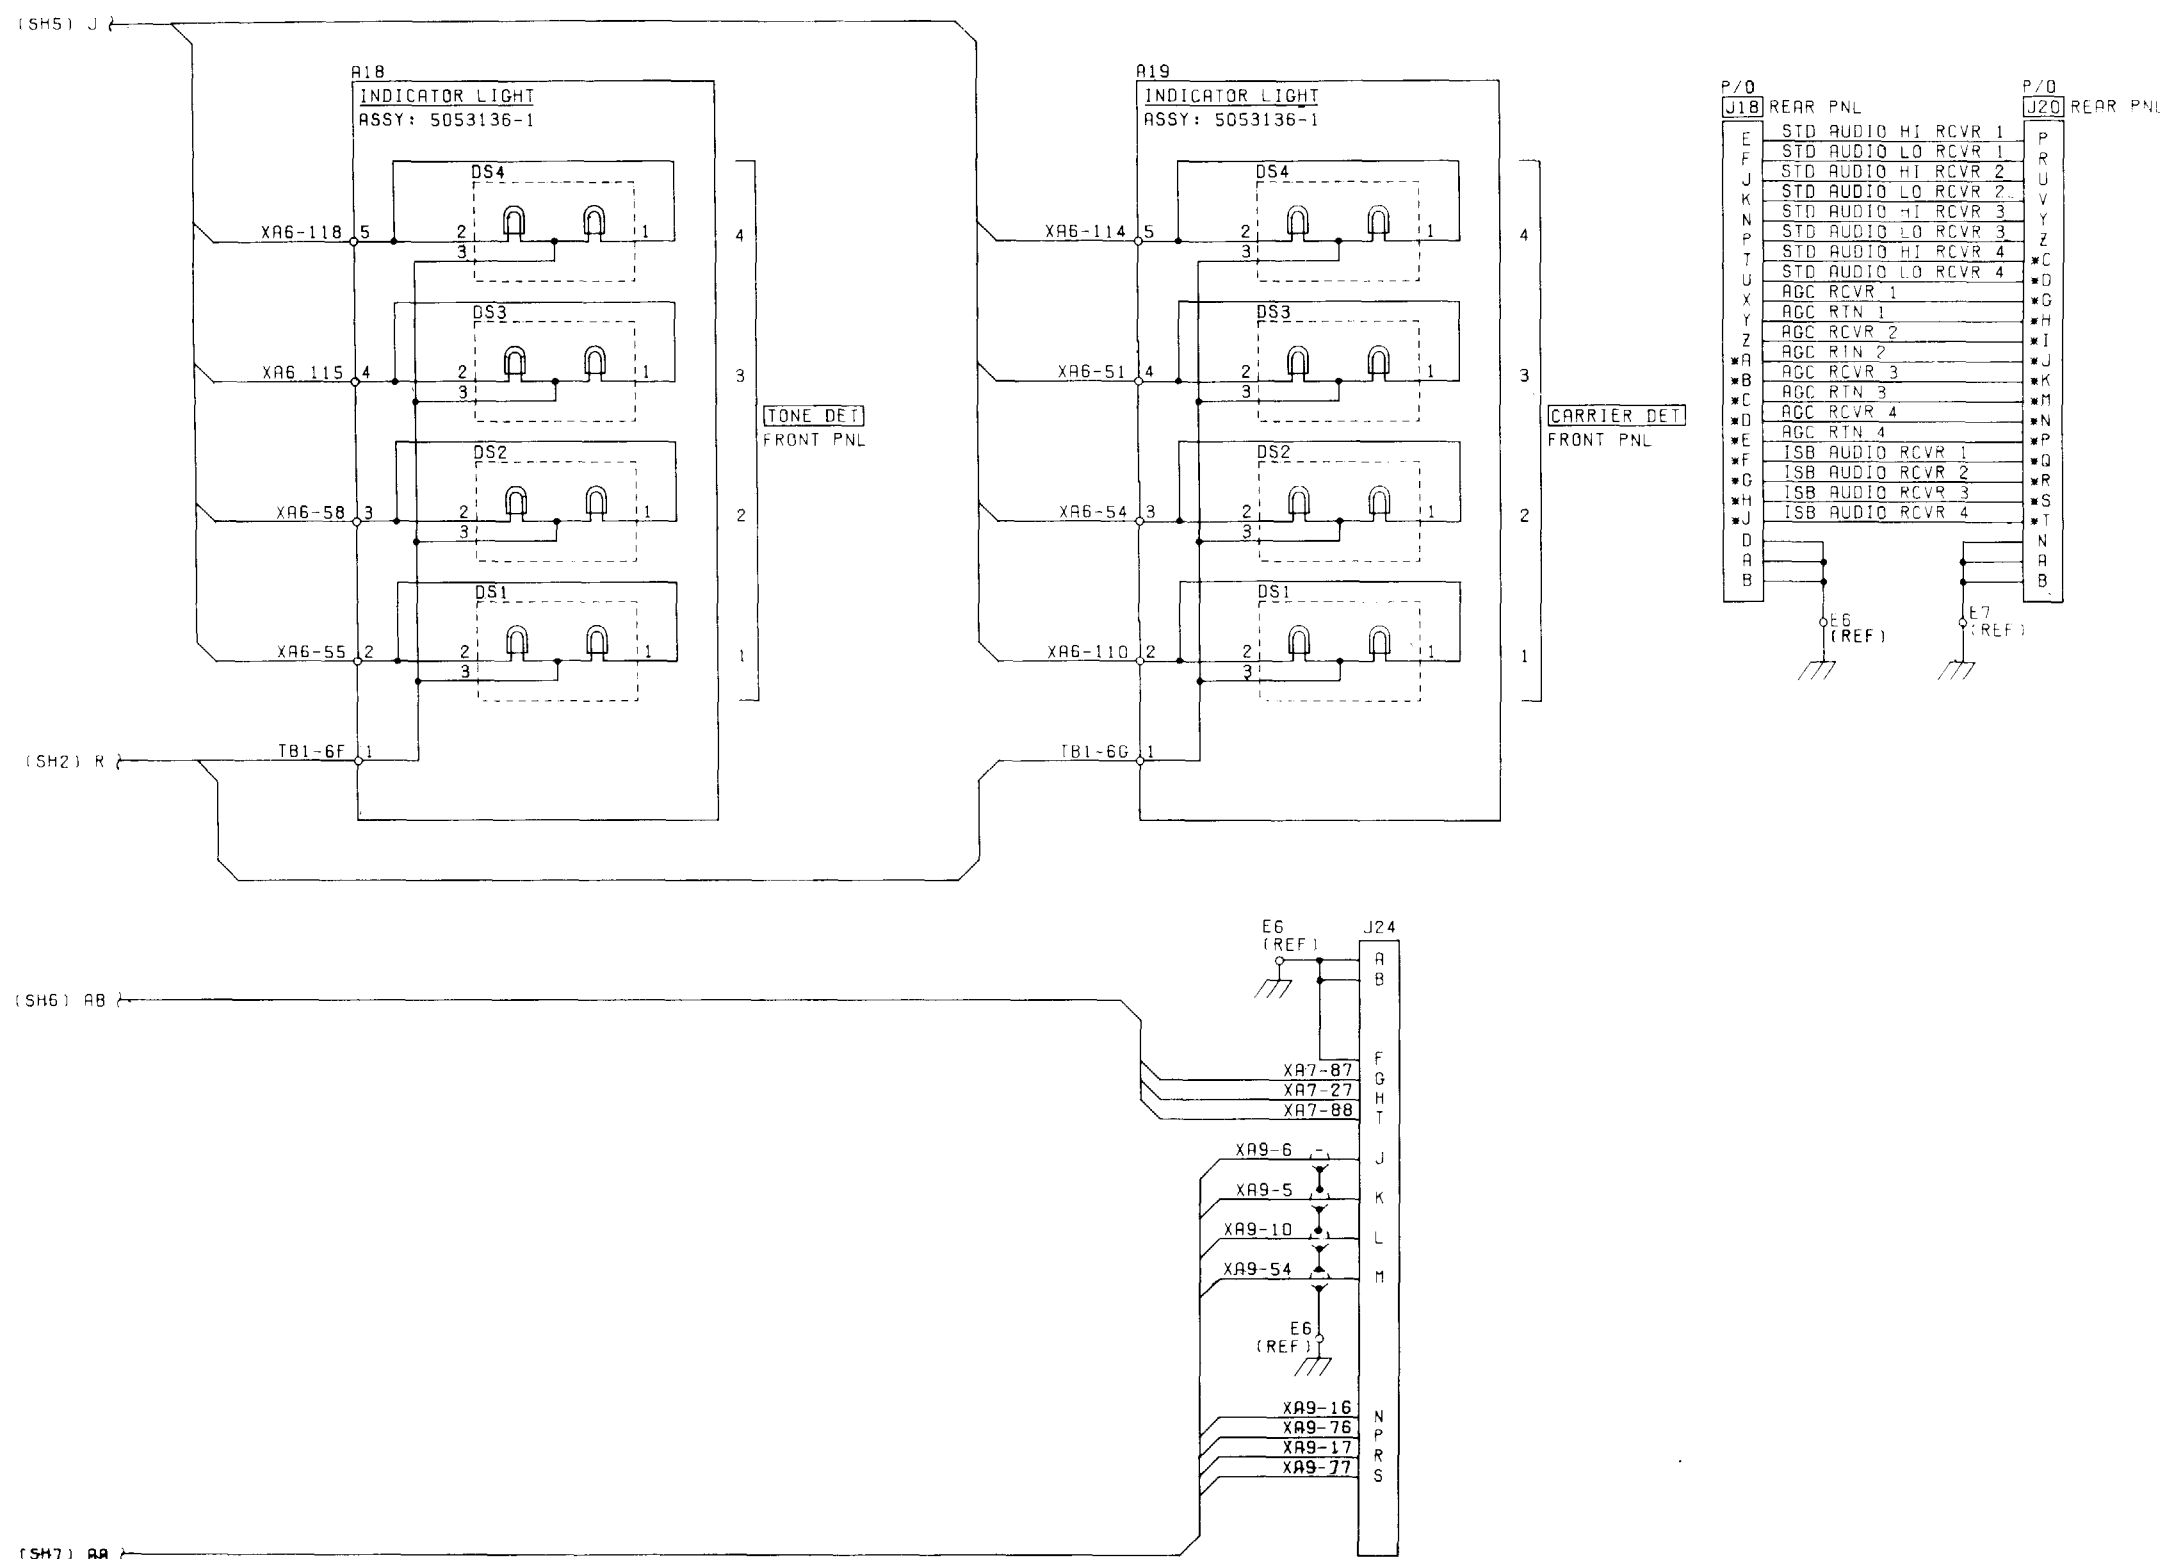 (SH5) J
A18
INDICATOR LIGHT
ASSY: 5053136-1
DS4
XA6-118 5 2 1
3
4
DS3
XA6 115 4 2 1
3
3
TONE DET
FRONT PNL
DS2
XA6-58 3 2 1
3
2
DS1
XA6-55 2 2 1
3
1
(SH2) R
TB1-6F 1
A19
INDICATOR LIGHT
ASSY: 5053136-1
DS4
XA6-114 5 2 1
3
4
DS3
XA6-51 4 2 1
3
3
CARRIER DET
FRONT PNL
DS2
XA6-54 3 2 1
3
2
DS1
XA6-110 2 2 1
3
1
TB1-6G 1
P/O P/O
J18 REAR PNL J20 REAR PNL
E STD AUDIO HI RCVR 1 P
F STD AUDIO LO RCVR 1 R
J STD AUDIO HI RCVR 2 U
K STD AUDIO LO RCVR 2 V
N STD AUDIO HI RCVR 3 Y
P STD AUDIO LO RCVR 3 Z
T STD AUDIO HI RCVR 4 *C
U STD AUDIO LO RCVR 4 *D
X AGC RCVR 1 *G
Y AGC RTN 1 *H
Z AGC RCVR 2 *I
*A AGC RTN 2 *J
*B AGC RCVR 3 *K
*C AGC RTN 3 *M
*D AGC RCVR 4 *N
*E AGC RTN 4 *P
*F ISB AUDIO RCVR 1 *Q
*G ISB AUDIO RCVR 2 *R
*H ISB AUDIO RCVR 3 *S
*J ISB AUDIO RCVR 4 *T
D N
A A
B B
E6
(REF)
E7
(REF)
(SH6) AB
E6
(REF)
J24
A
B
F
XA7-87 G
XA7-27 H
XA7-88 T
XA9-6 J
XA9-5 K
XA9-10 L
XA9-54 M
E6
(REF)
XA9-16 N
XA9-76 P
XA9-17 R
XA9-77 S
(SH7) AA